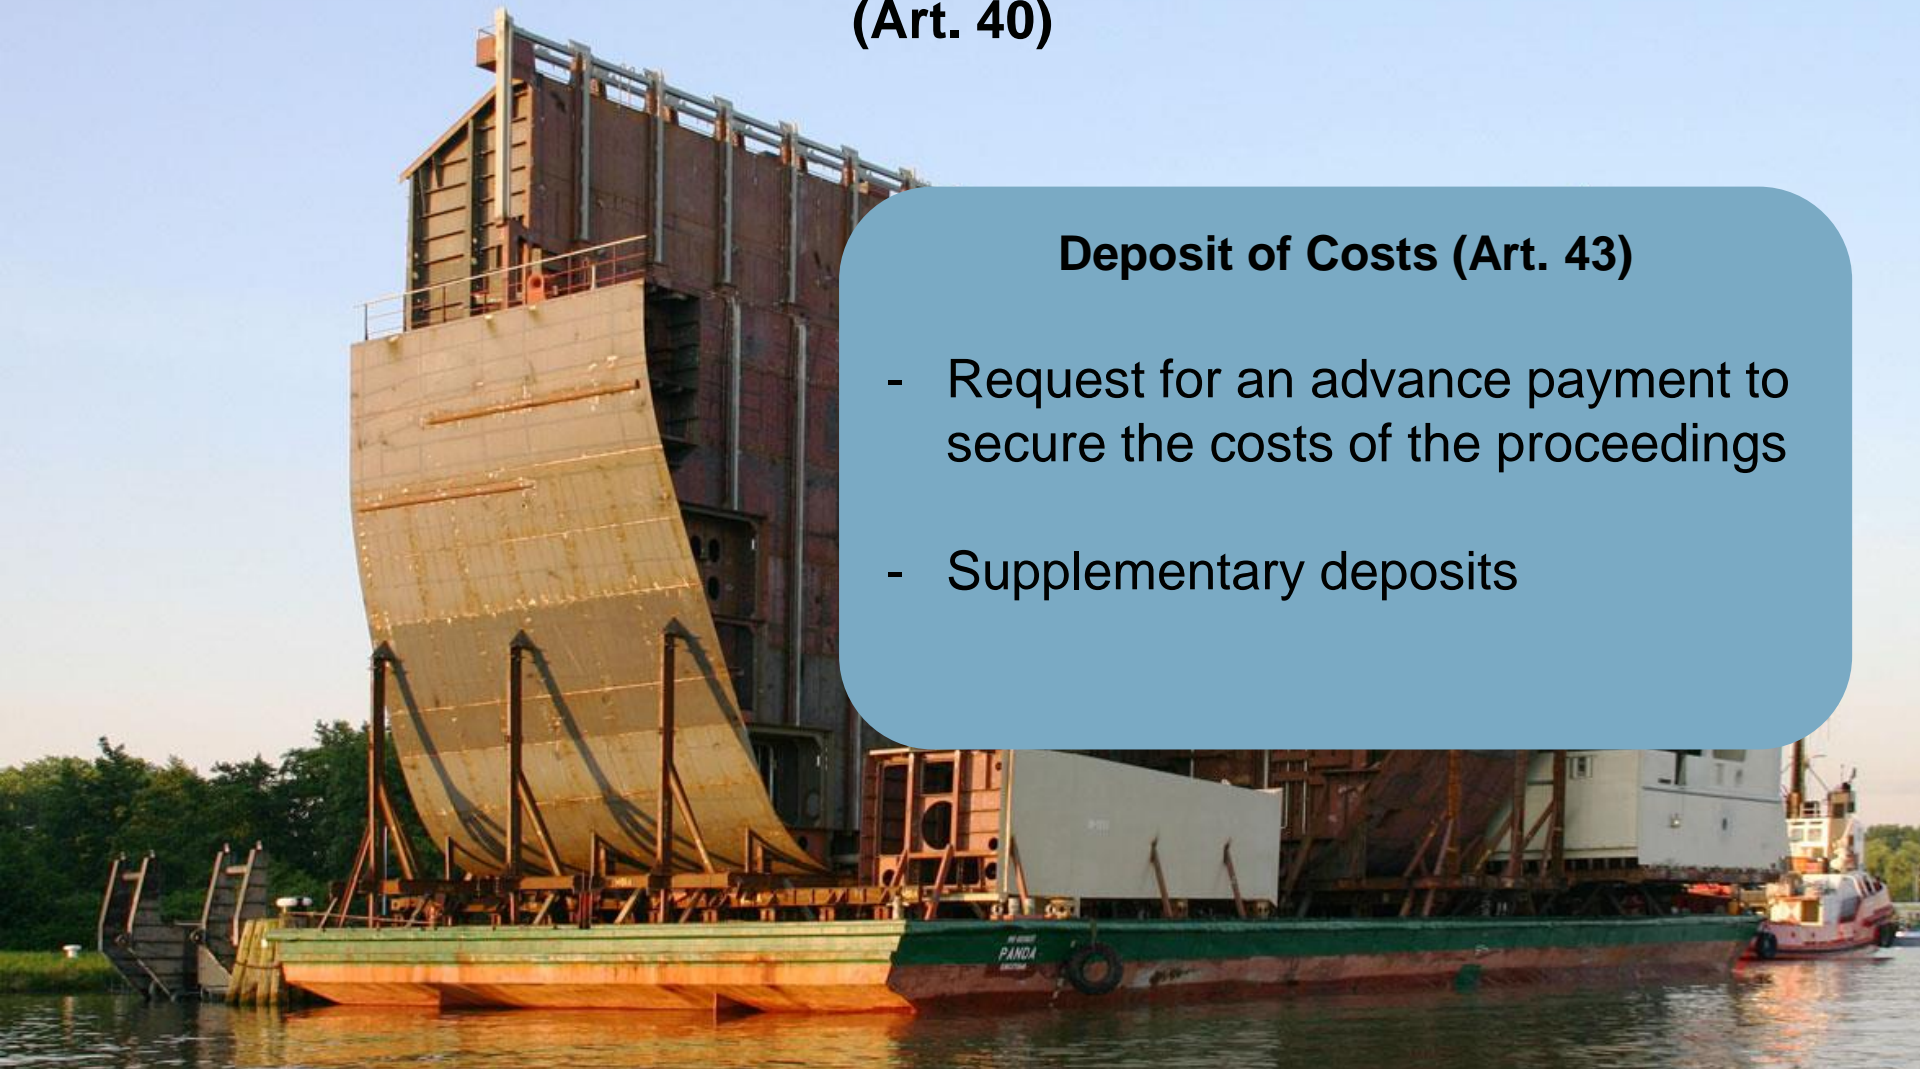 (Art. 40)
Deposit of Costs (Art. 43)
- Request for an advance payment to
secure the costs of the proceedings
- Supplementary deposits
PANDA